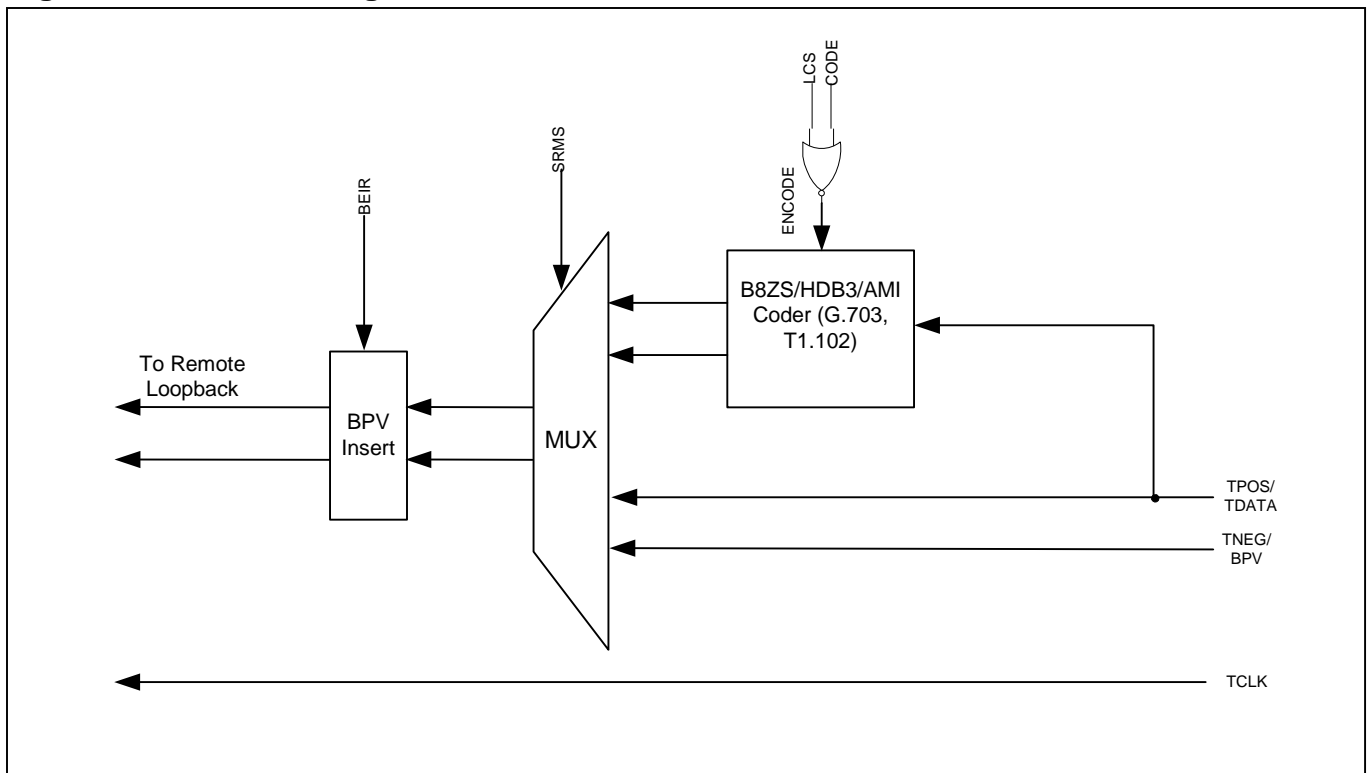 LCS
CODE
SRMS
BEIR
ENCODE
B8ZS/HDB3/AMI
Coder (G.703,
T1.102)
To Remote
Loopback
BPV
Insert
MUX
TPOS/
TDATA
TNEG/
BPV
TCLK